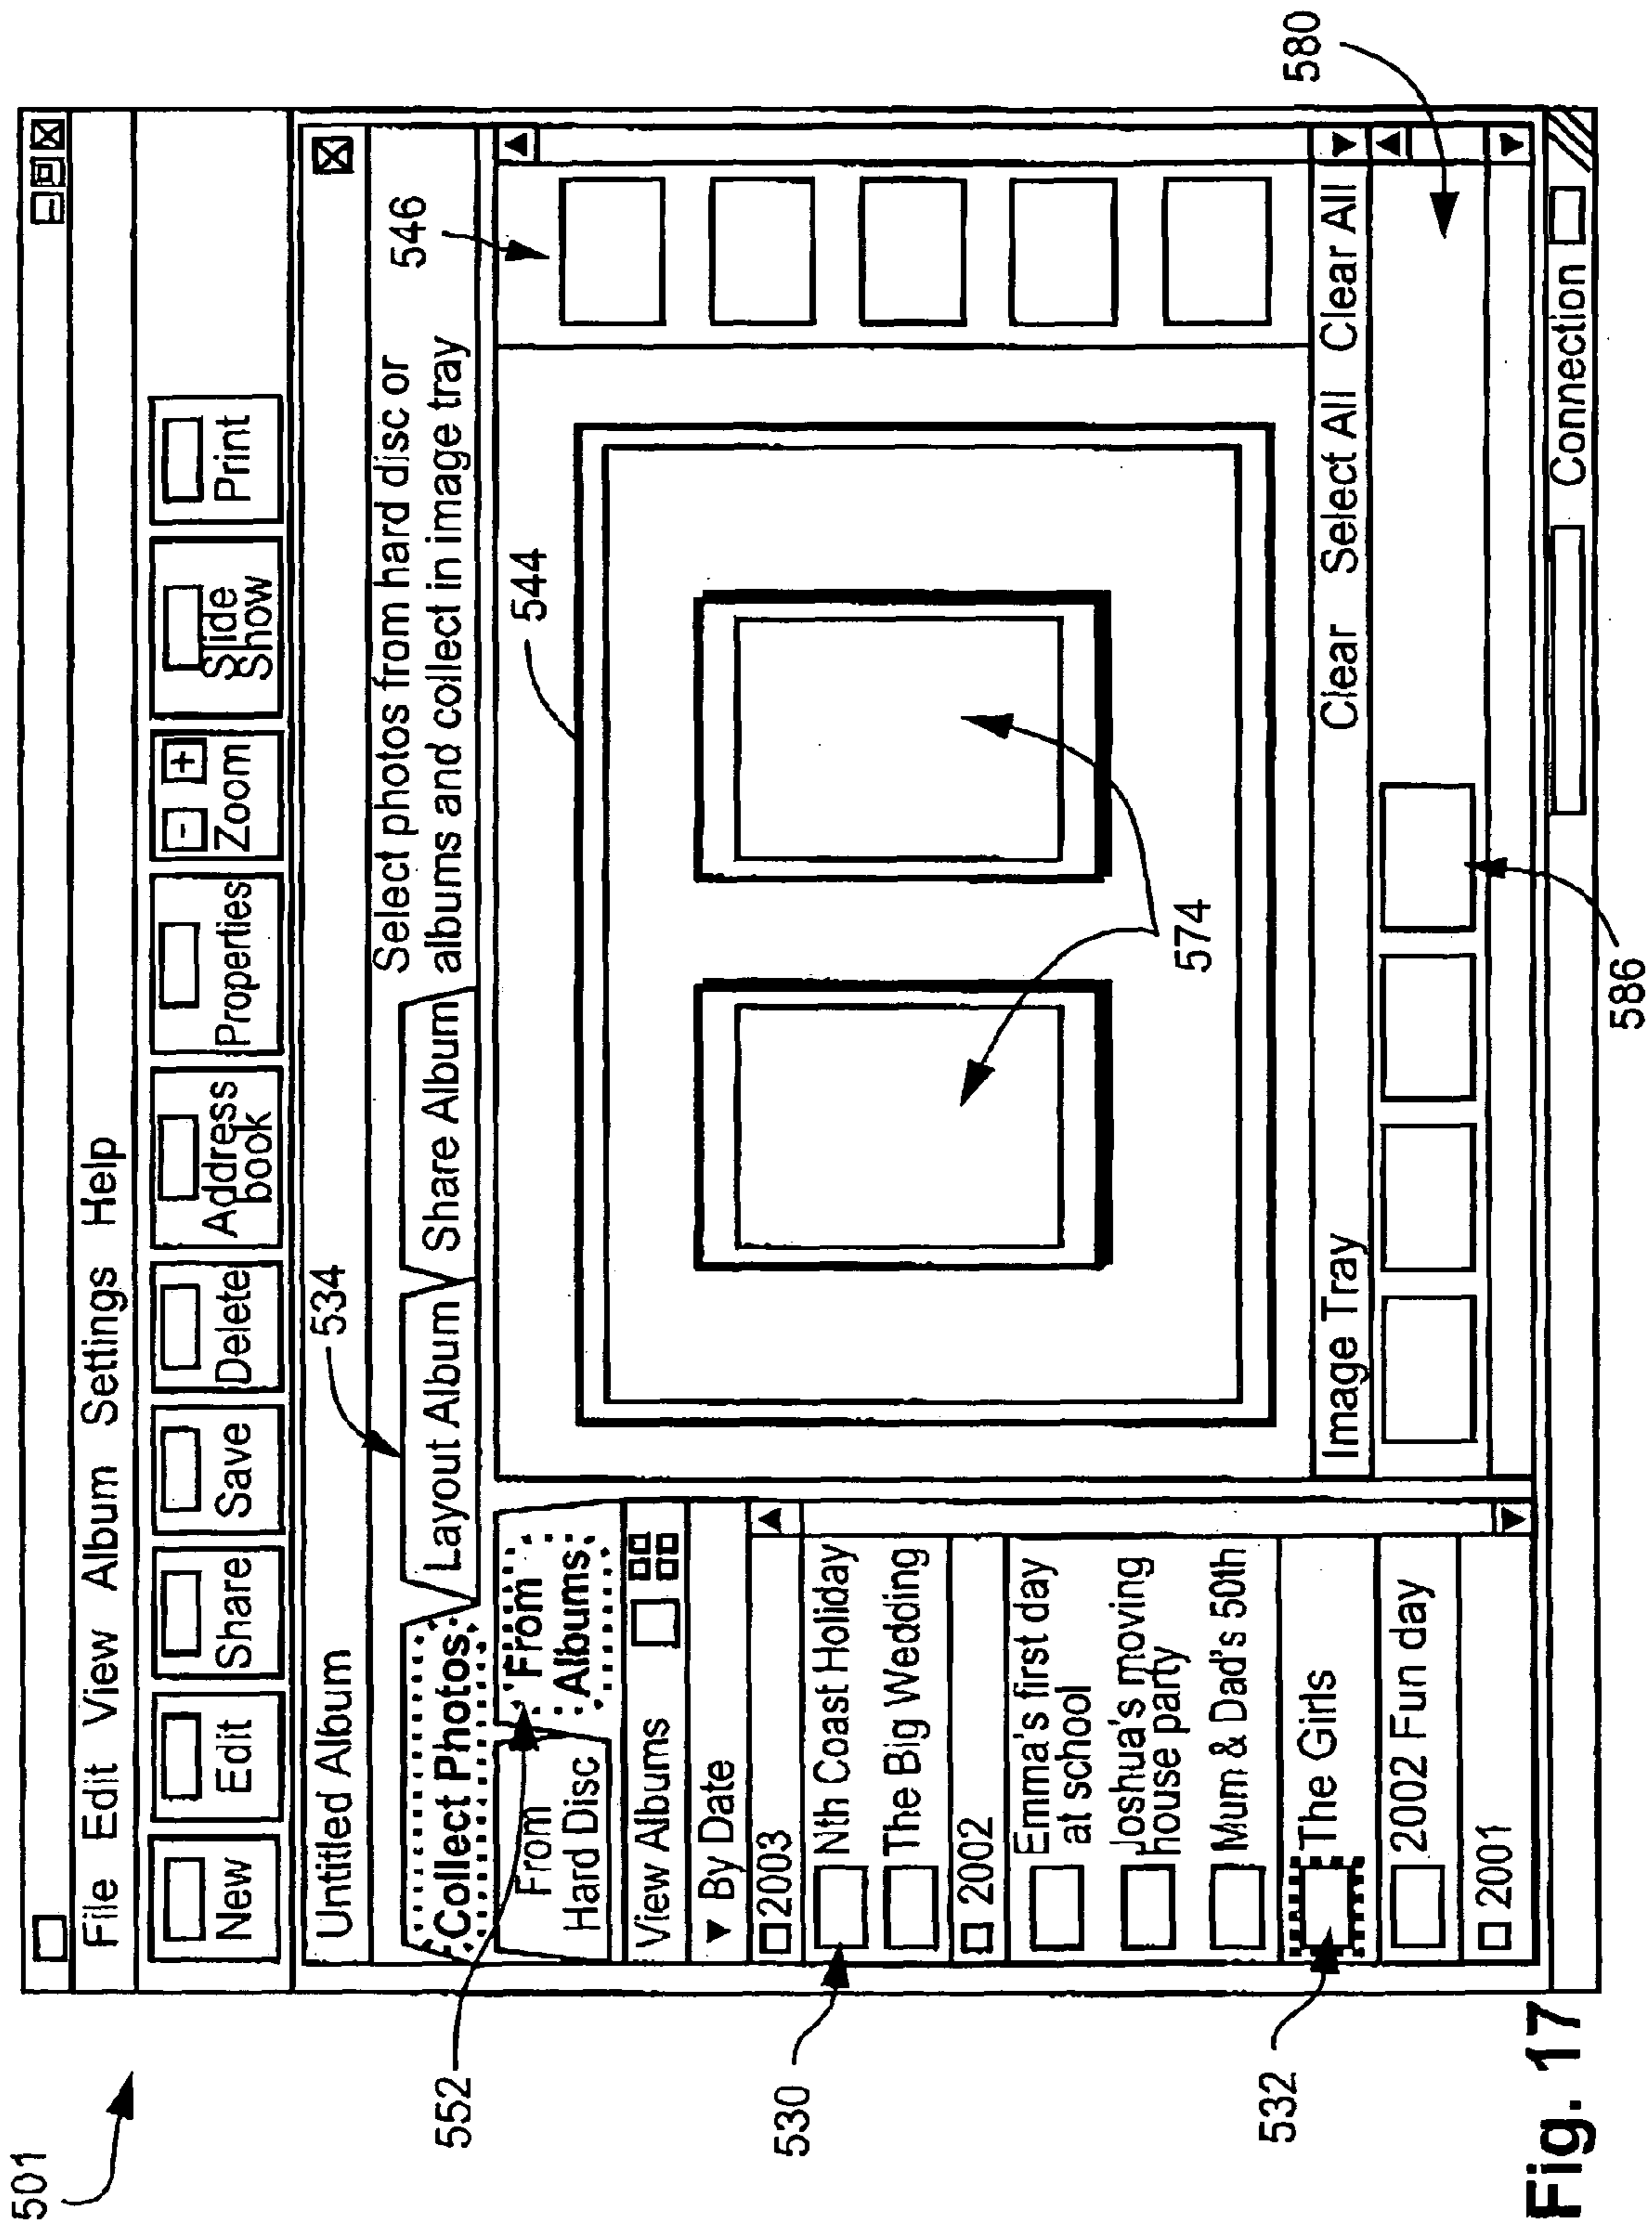 501
File Edit View Album Settings Help
New
Edit
Share
Save
Delete
Address
book
Properties
- +
Zoom
Slide
Show
Print
Untitled Album
534
Collect Photos
Layout Album
Share Album
Select photos from hard disc or
albums and collect in image tray
546
552
From
Hard Disc
From
Albums
544
View Albums
By Date
2003
530
Nth Coast Holiday
The Big Wedding
2002
Emma's first day
at school
Joshua's moving
house party
Mum & Dad's 50th
532
The Girls
2002 Fun day
2001
574
Image Tray
Clear Select All Clear All
580
586
Connection
Fig. 17